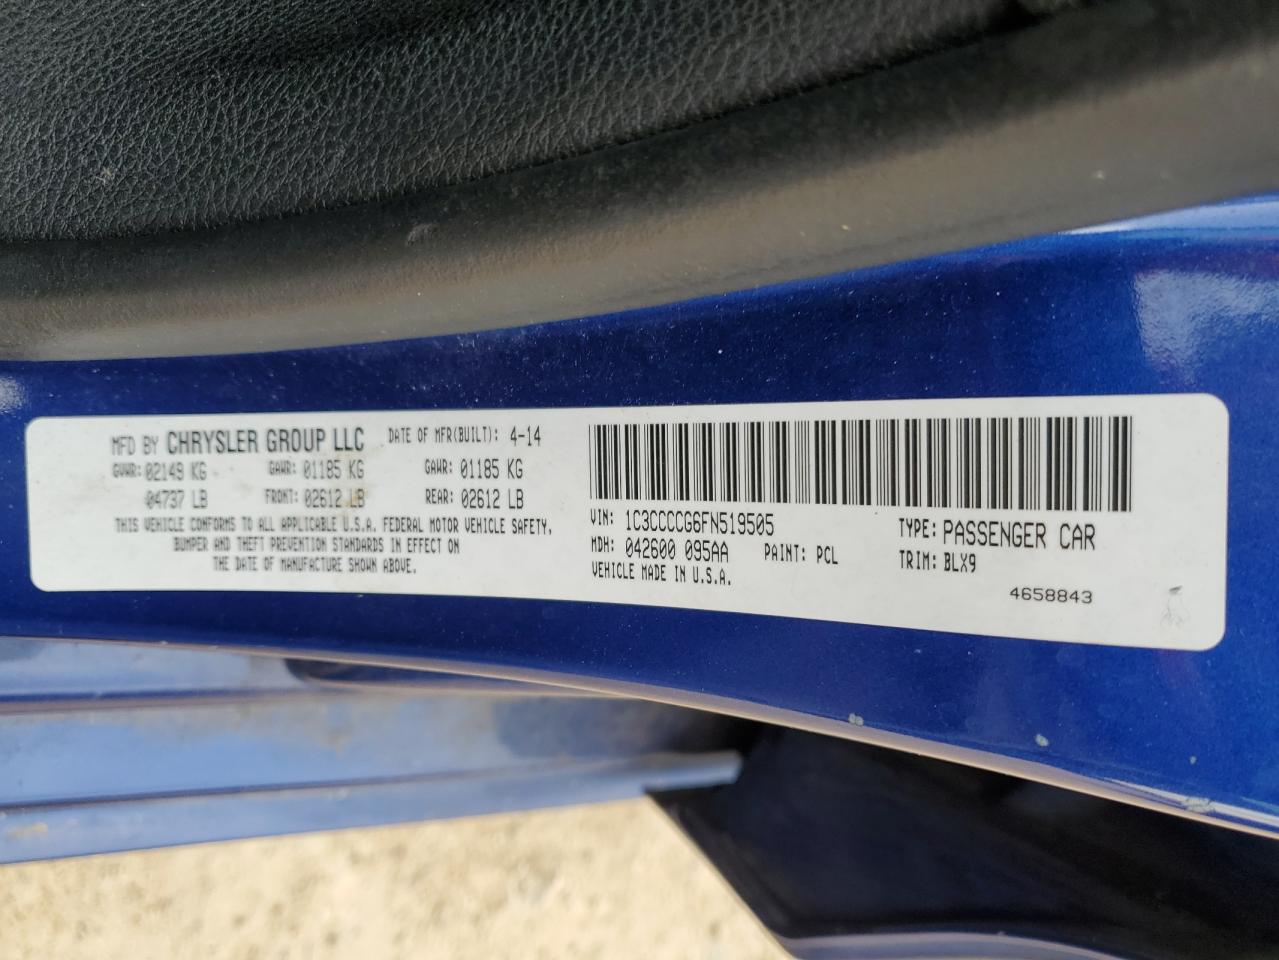 MFD BY CHRYSLER GROUP LLC DATE OF MFR(BUILT): 4-14
GVWR: 02149 KG GAWR: 01185 KG GAWR: 01185 KG
04737 LB FRONT: 02612 LB REAR: 02612 LB
THIS VEHICLE CONFORMS TO ALL APPLICABLE U.S.A. FEDERAL MOTOR VEHICLE SAFETY,
BUMPER AND THEFT PREVENTION STANDARDS IN EFFECT ON
THE DATE OF MANUFACTURE SHOWN ABOVE.
VIN: 1C3CCCCG6FN519505 TYPE: PASSENGER CAR
MDH: 042600 095AA PAINT: PCL TRIM: BLX9
VEHICLE MADE IN U.S.A.
4658843